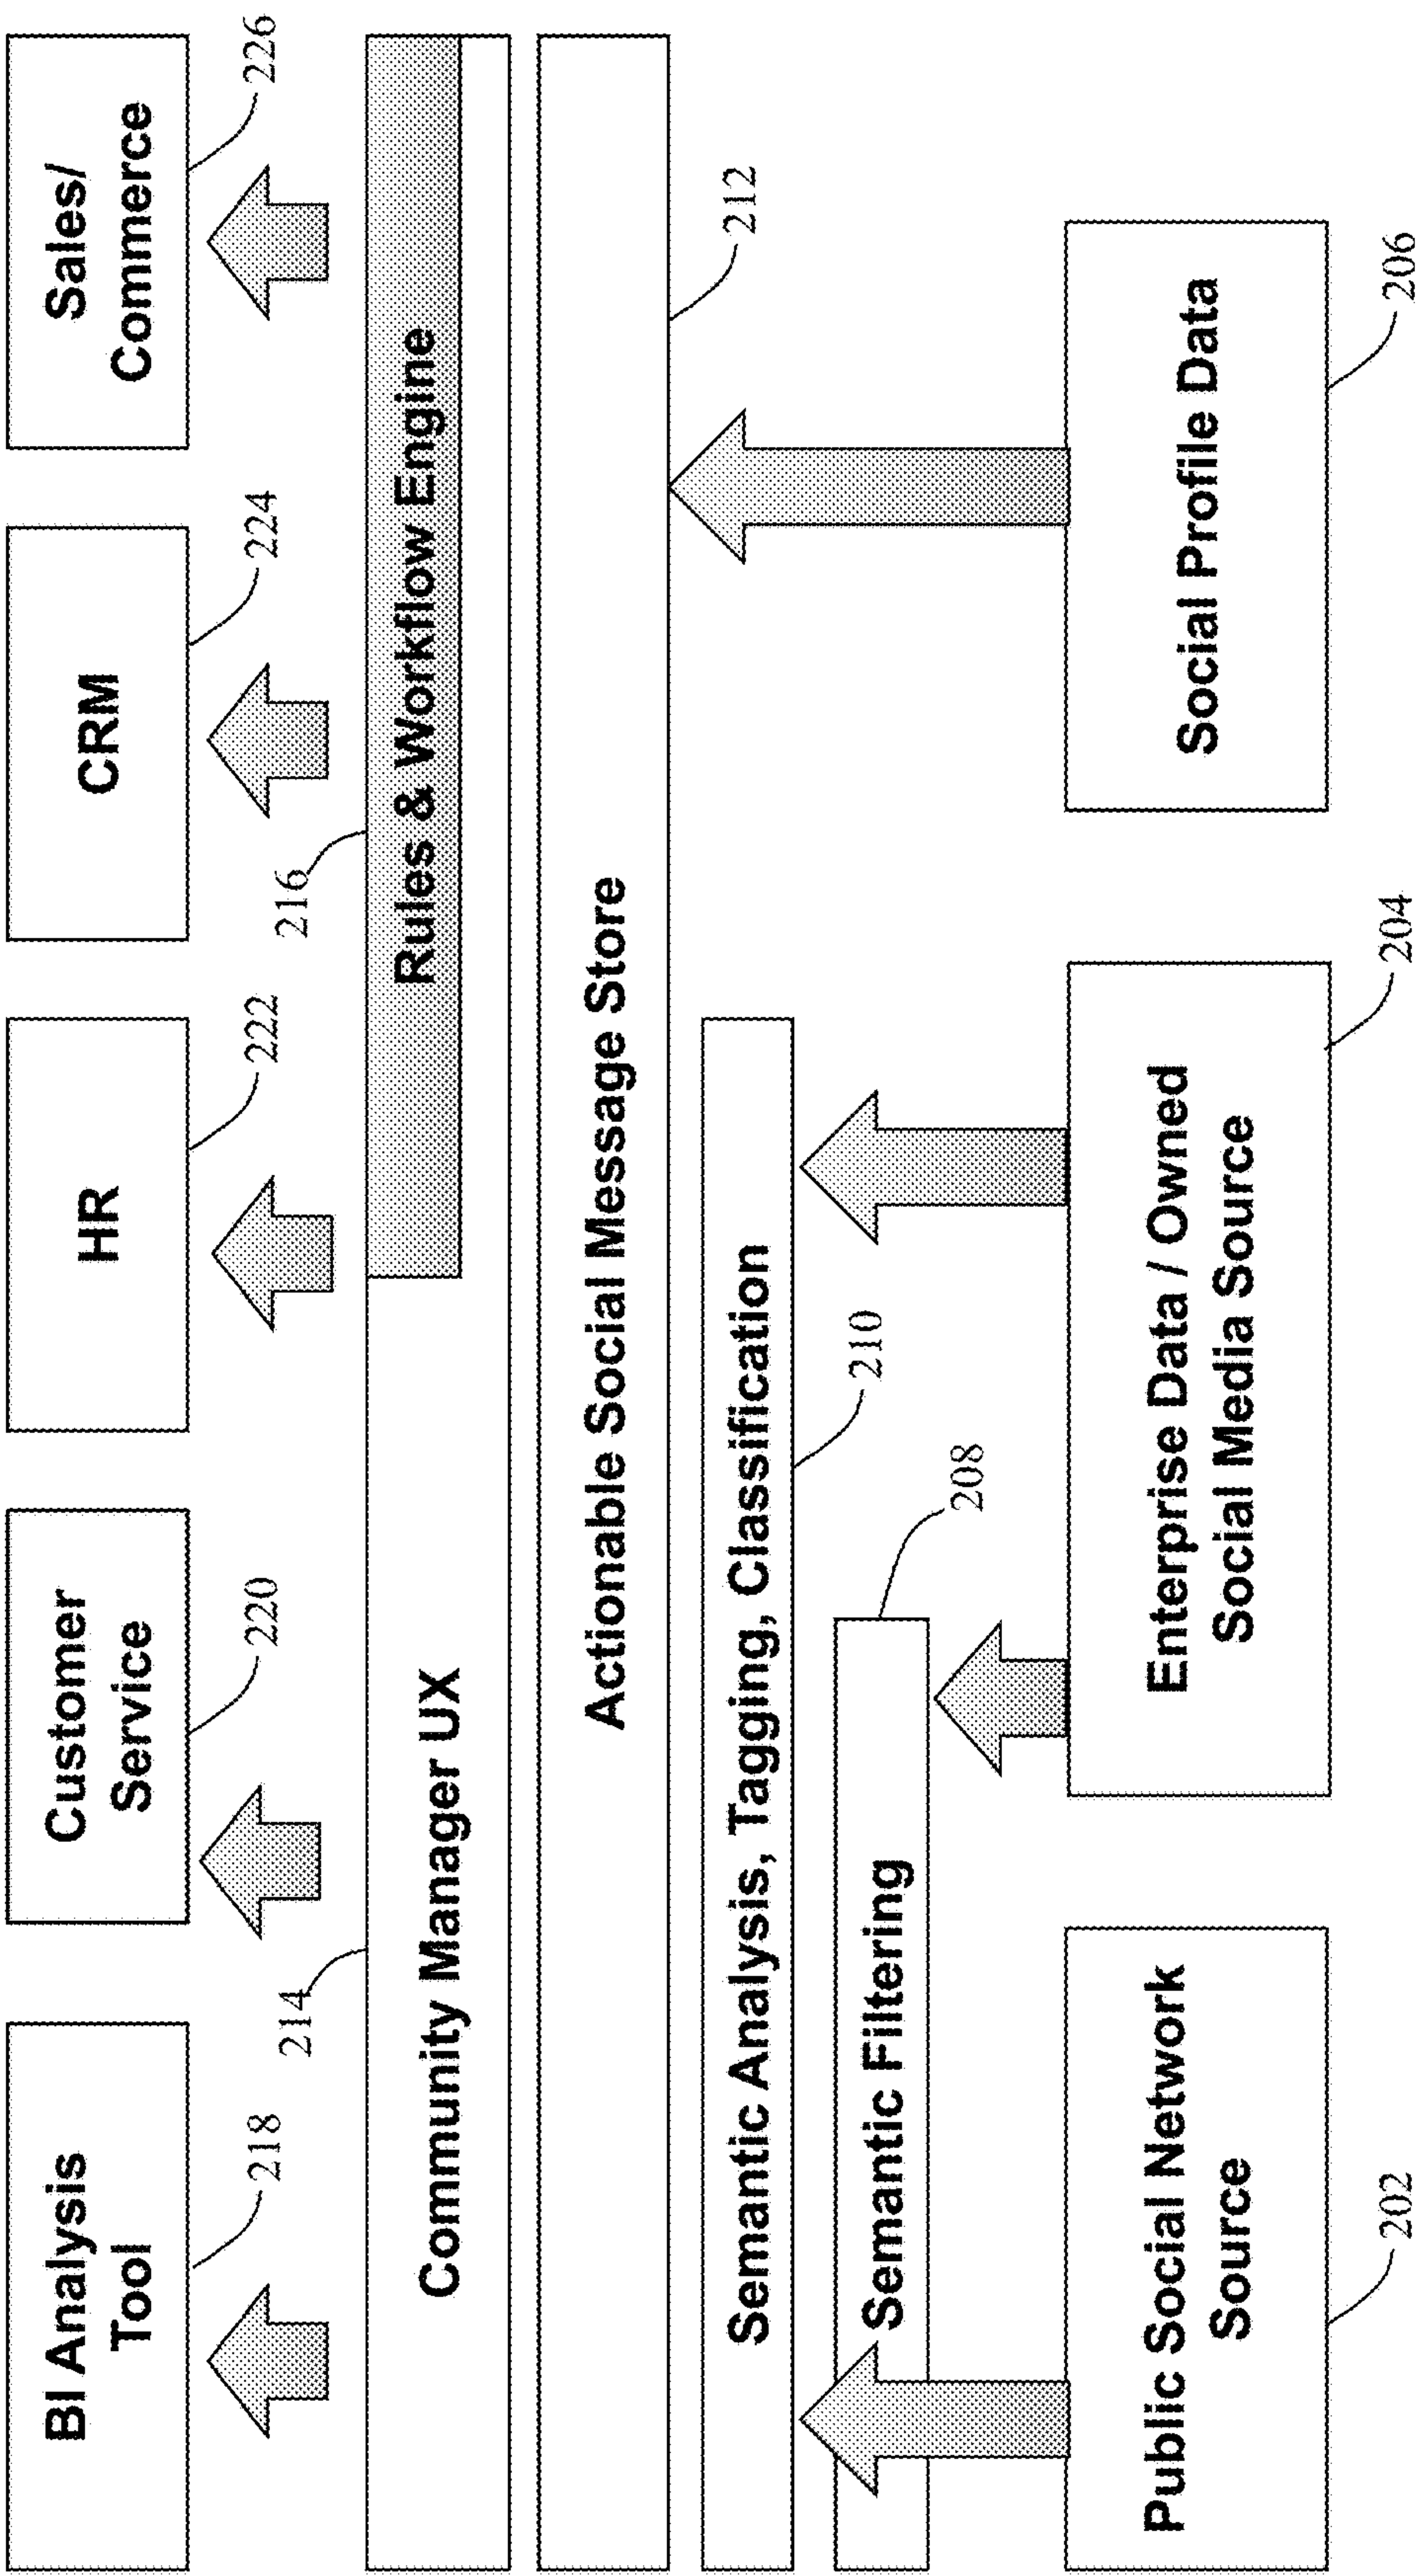 BI Analysis
Tool
218
Customer
Service
220
HR
222
CRM
224
Sales/
Commerce
226
214
Community Manager UX
216
Rules & Workflow Engine
Actionable Social Message Store
212
Semantic Analysis, Tagging, Classification
210
Semantic Filtering
208
Public Social Network
Source
202
Enterprise Data / Owned
Social Media Source
204
Social Profile Data
206